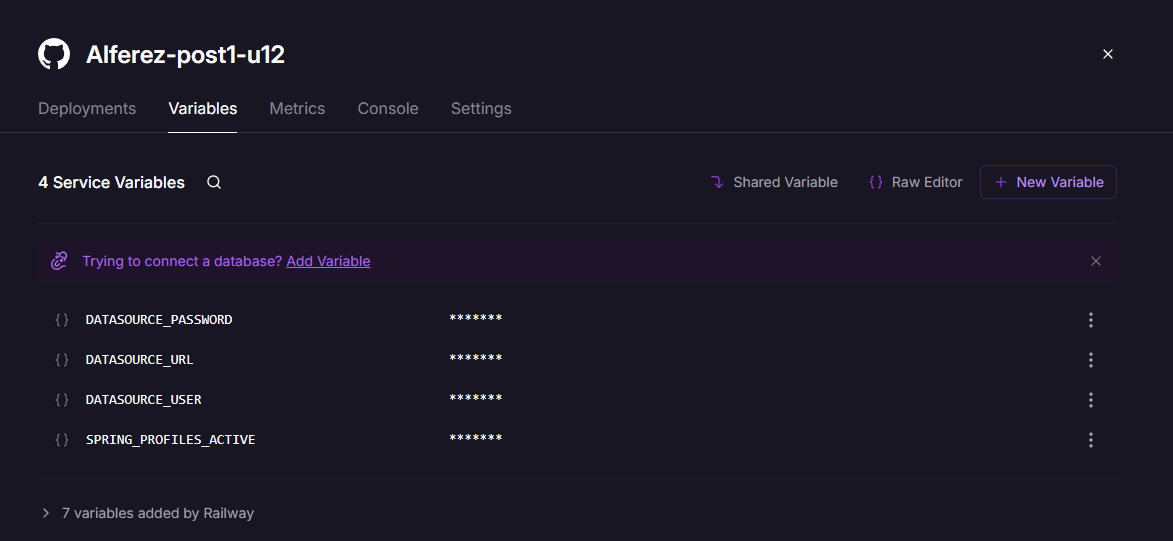 Alferez-post1-u12
Deployments Variables Metrics Console Settings
4 Service Variables Shared Variable {} Raw Editor + New Variable
Trying to connect a database? Add Variable
{} DATASOURCE_PASSWORD *******
{} DATASOURCE_URL *******
{} DATASOURCE_USER *******
{} SPRING_PROFILES_ACTIVE *******
7 variables added by Railway